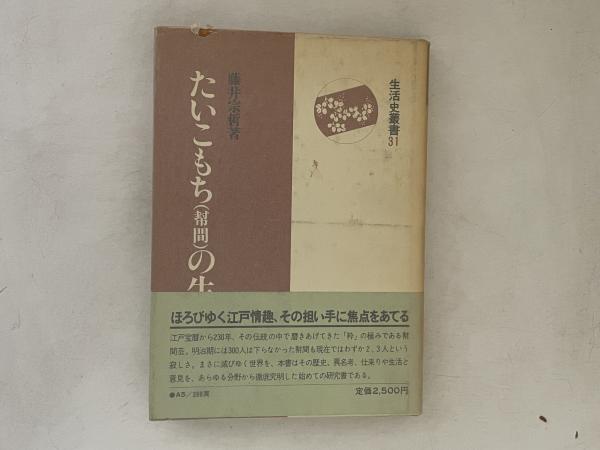 生活史叢書
31
藤井宗哲著
たいこもち(幇間)の生
ほろびゆく江戸情趣、その担い手に焦点をあてる
江戸宝暦から230年、その伝統の中で磨きあげてきた「粋」の極みである幇
間芸。明治期には300人は下らなかった幇間も現在ではわずか2、3人という
寂しさ。まさに滅びゆく世界を、本書はその歴史、異名考、仕来りや生活と
意見を、あらゆる分野から徹底究明した始めての研究書である。
●A5/288頁
定価2,500円